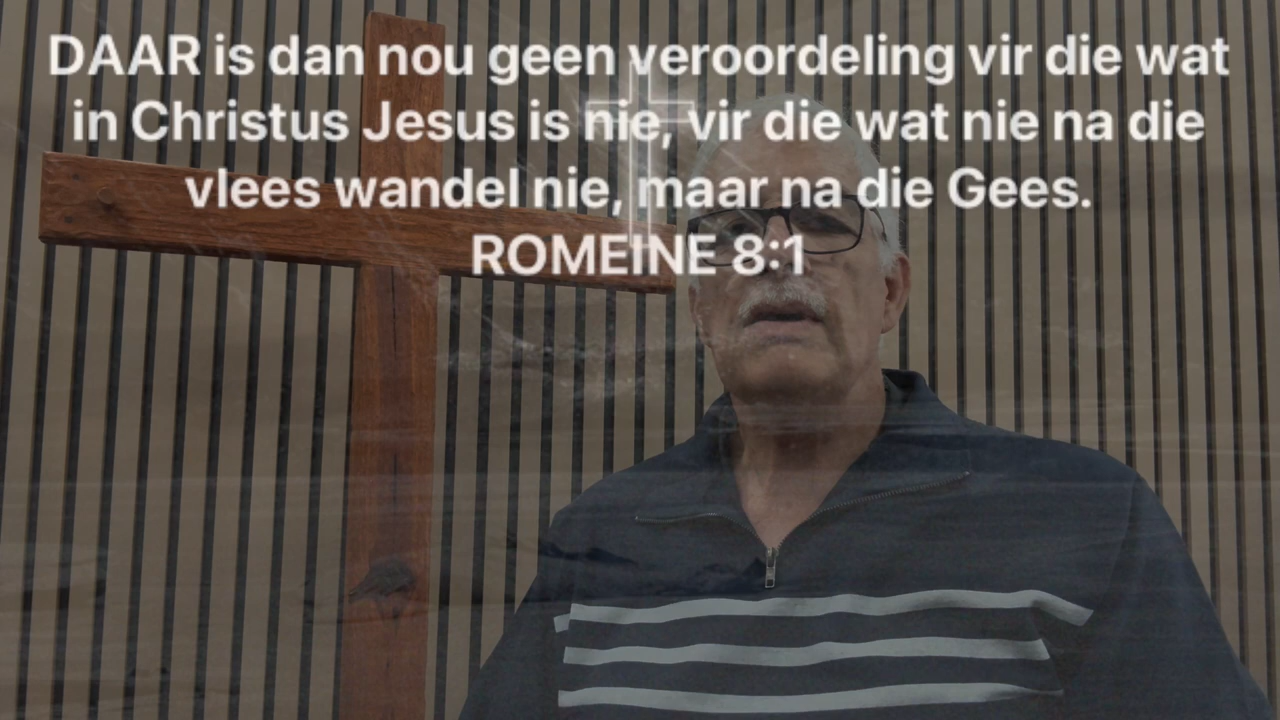 DAAR is dan nou geen veroordeling vir die wat
in Christus Jesus is nie, vir die wat nie na die
vlees wandel nie, maar na die Gees.
ROMEINE 8:1